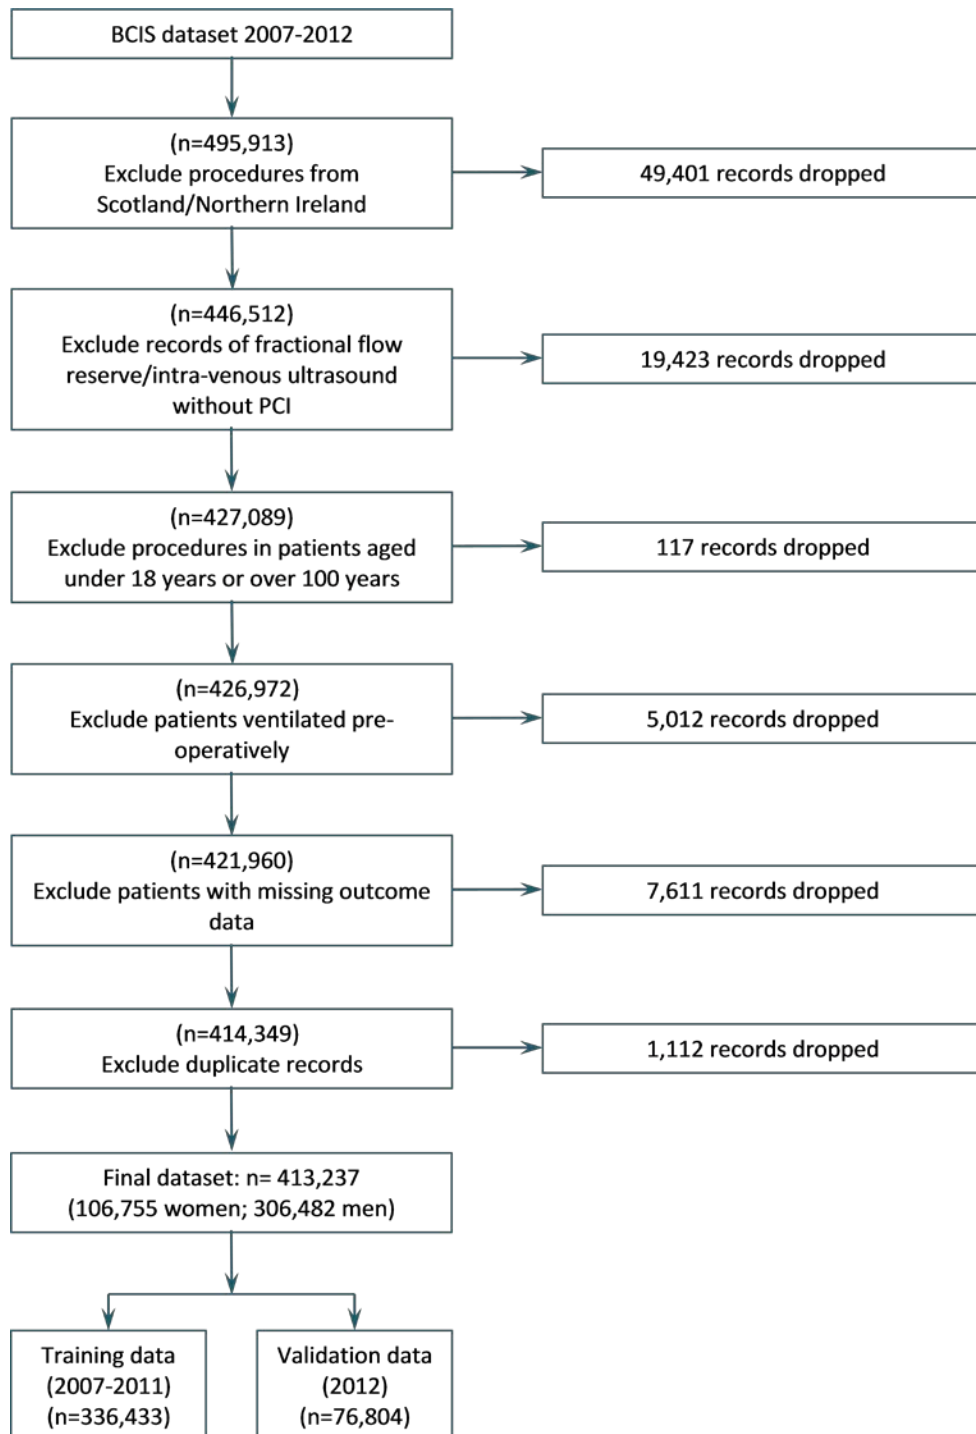 BCIS dataset 2007-2012
(n=495,913)
Exclude procedures from
Scotland/Northern Ireland
49,401 records dropped
(n=446,512)
Exclude records of fractional flow
reserve/intra-venous ultrasound
without PCI
19,423 records dropped
(n=427,089)
Exclude procedures in patients aged
under 18 years or over 100 years
117 records dropped
(n=426,972)
Exclude patients ventilated pre-
operatively
5,012 records dropped
(n=421,960)
Exclude patients with missing outcome
data
7,611 records dropped
(n=414,349)
Exclude duplicate records
1,112 records dropped
Final dataset: n= 413,237
(106,755 women; 306,482 men)
Training data
(2007-2011)
(n=336,433)
Validation data
(2012)
(n=76,804)